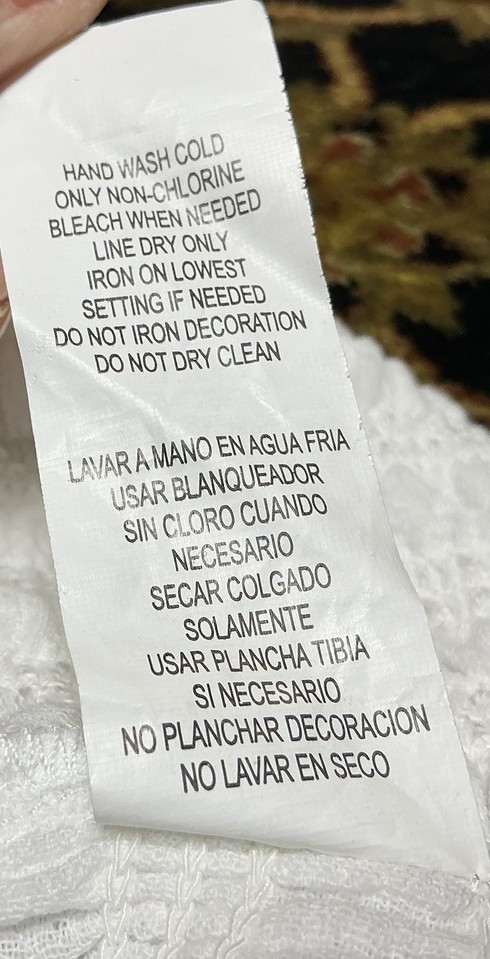 HAND WASH COLD
ONLY NON-CHLORINE
BLEACH WHEN NEEDED
LINE DRY ONLY
IRON ON LOWEST
SETTING IF NEEDED
DO NOT IRON DECORATION
DO NOT DRY CLEAN
LAVAR A MANO EN AGUA FRIA
USAR BLANQUEADOR
SIN CLORO CUANDO
NECESARIO
SECAR COLGADO
SOLAMENTE
USAR PLANCHA TIBIA
SI NECESARIO
NO PLANCHAR DECORACION
NO LAVAR EN SECO